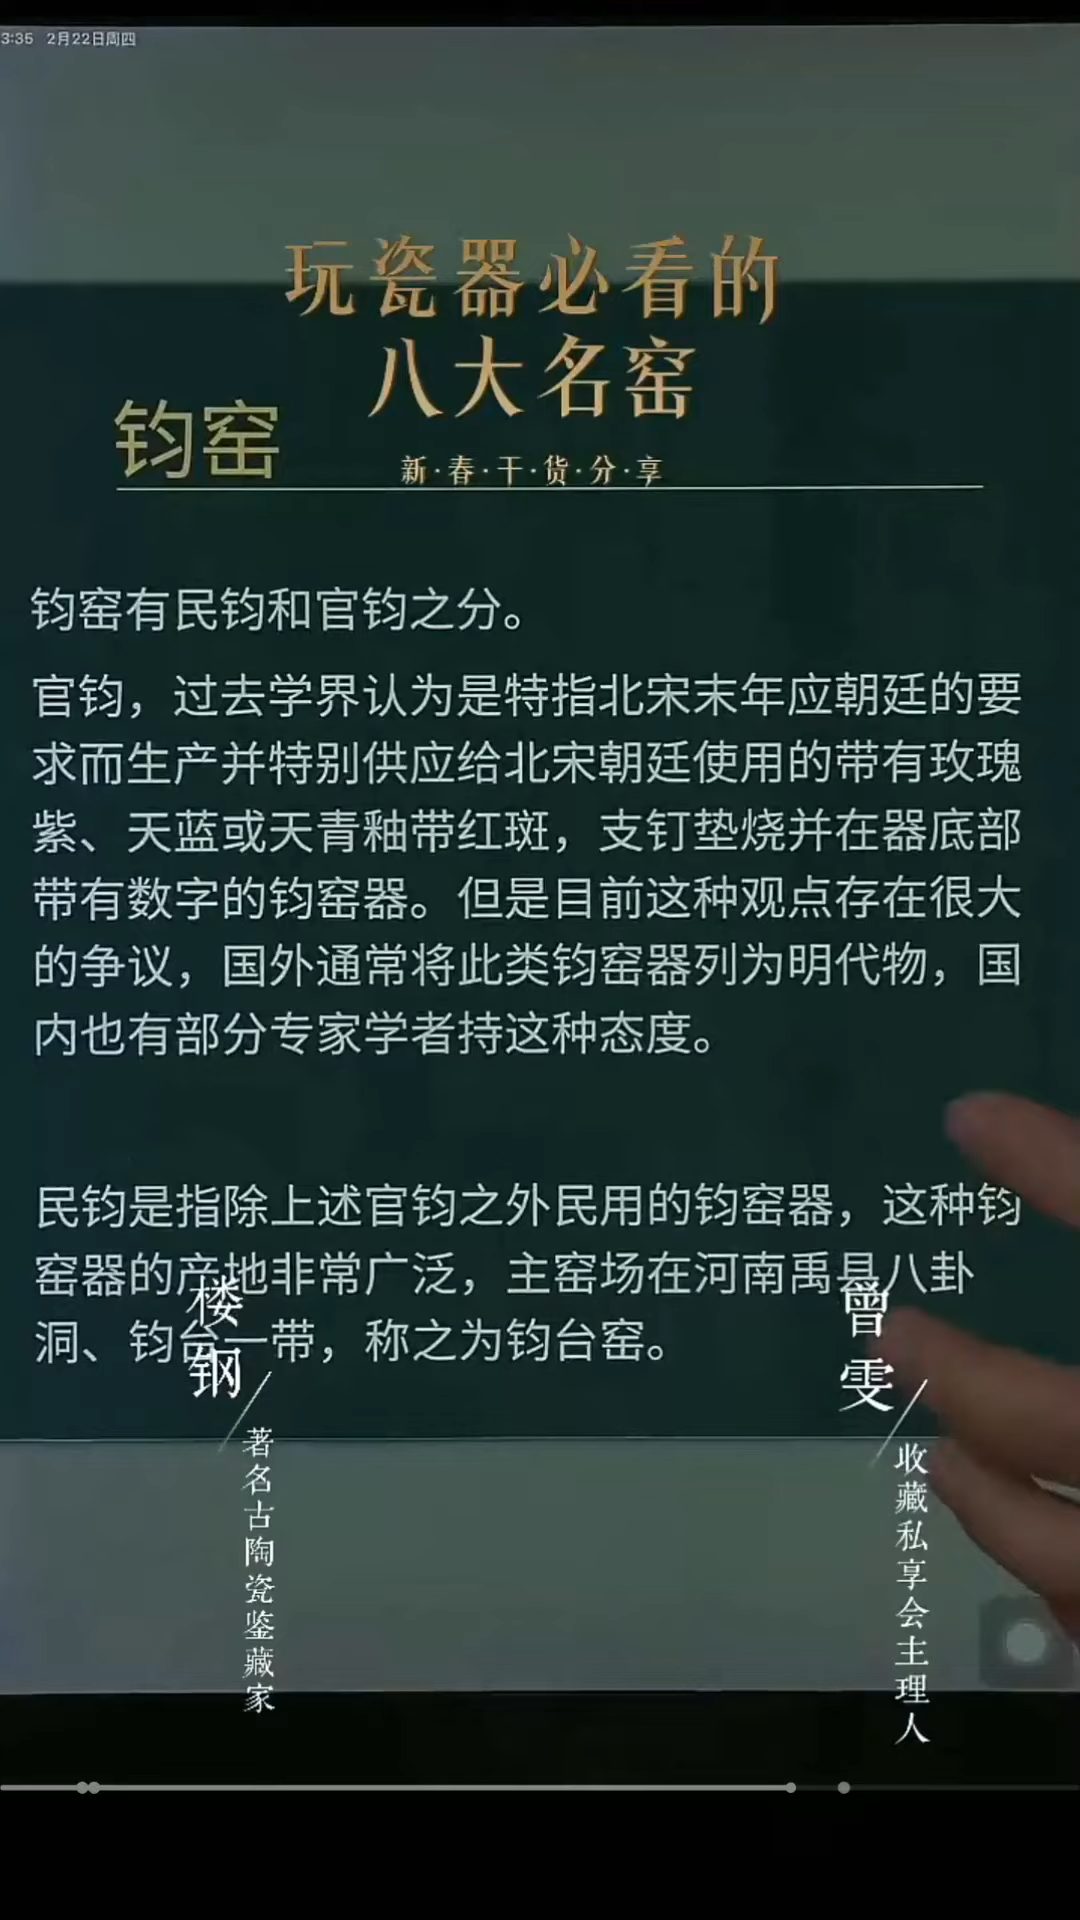 3:35 2月22日周四
玩瓷器必看的
八大名窑
钧窑
新·春·干·货·分·享
钧窑有民钧和官钧之分。
官钧，过去学界认为是特指北宋末年应朝廷的要
求而生产并特别供应给北宋朝廷使用的带有玫瑰
紫、天蓝或天青釉带红斑，支钉垫烧并在器底部
带有数字的钧窑器。但是目前这种观点存在很大
的争议，国外通常将此类钧窑器列为明代物，国
内也有部分专家学者持这种态度。
民钧是指除上述官钧之外民用的钧窑器，这种钧
窑器的产地非常广泛，主窑场在河南禹县八卦
洞、钧台一带，称之为钧台窑。
楼钢
著名古陶瓷鉴藏家
曾雯
收藏私享会主理人